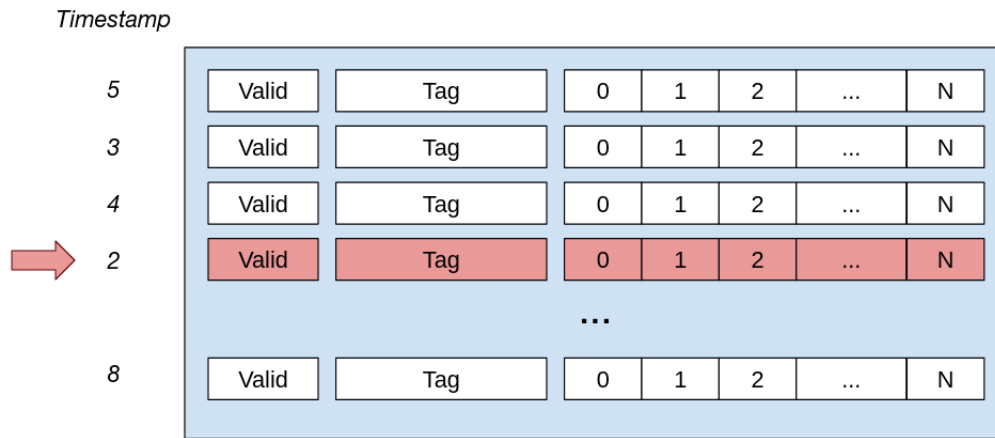 Timestamp
5 Valid Tag 0 1 2 ... N
3 Valid Tag 0 1 2 ... N
4 Valid Tag 0 1 2 ... N
2 Valid Tag 0 1 2 ... N
...
8 Valid Tag 0 1 2 ... N